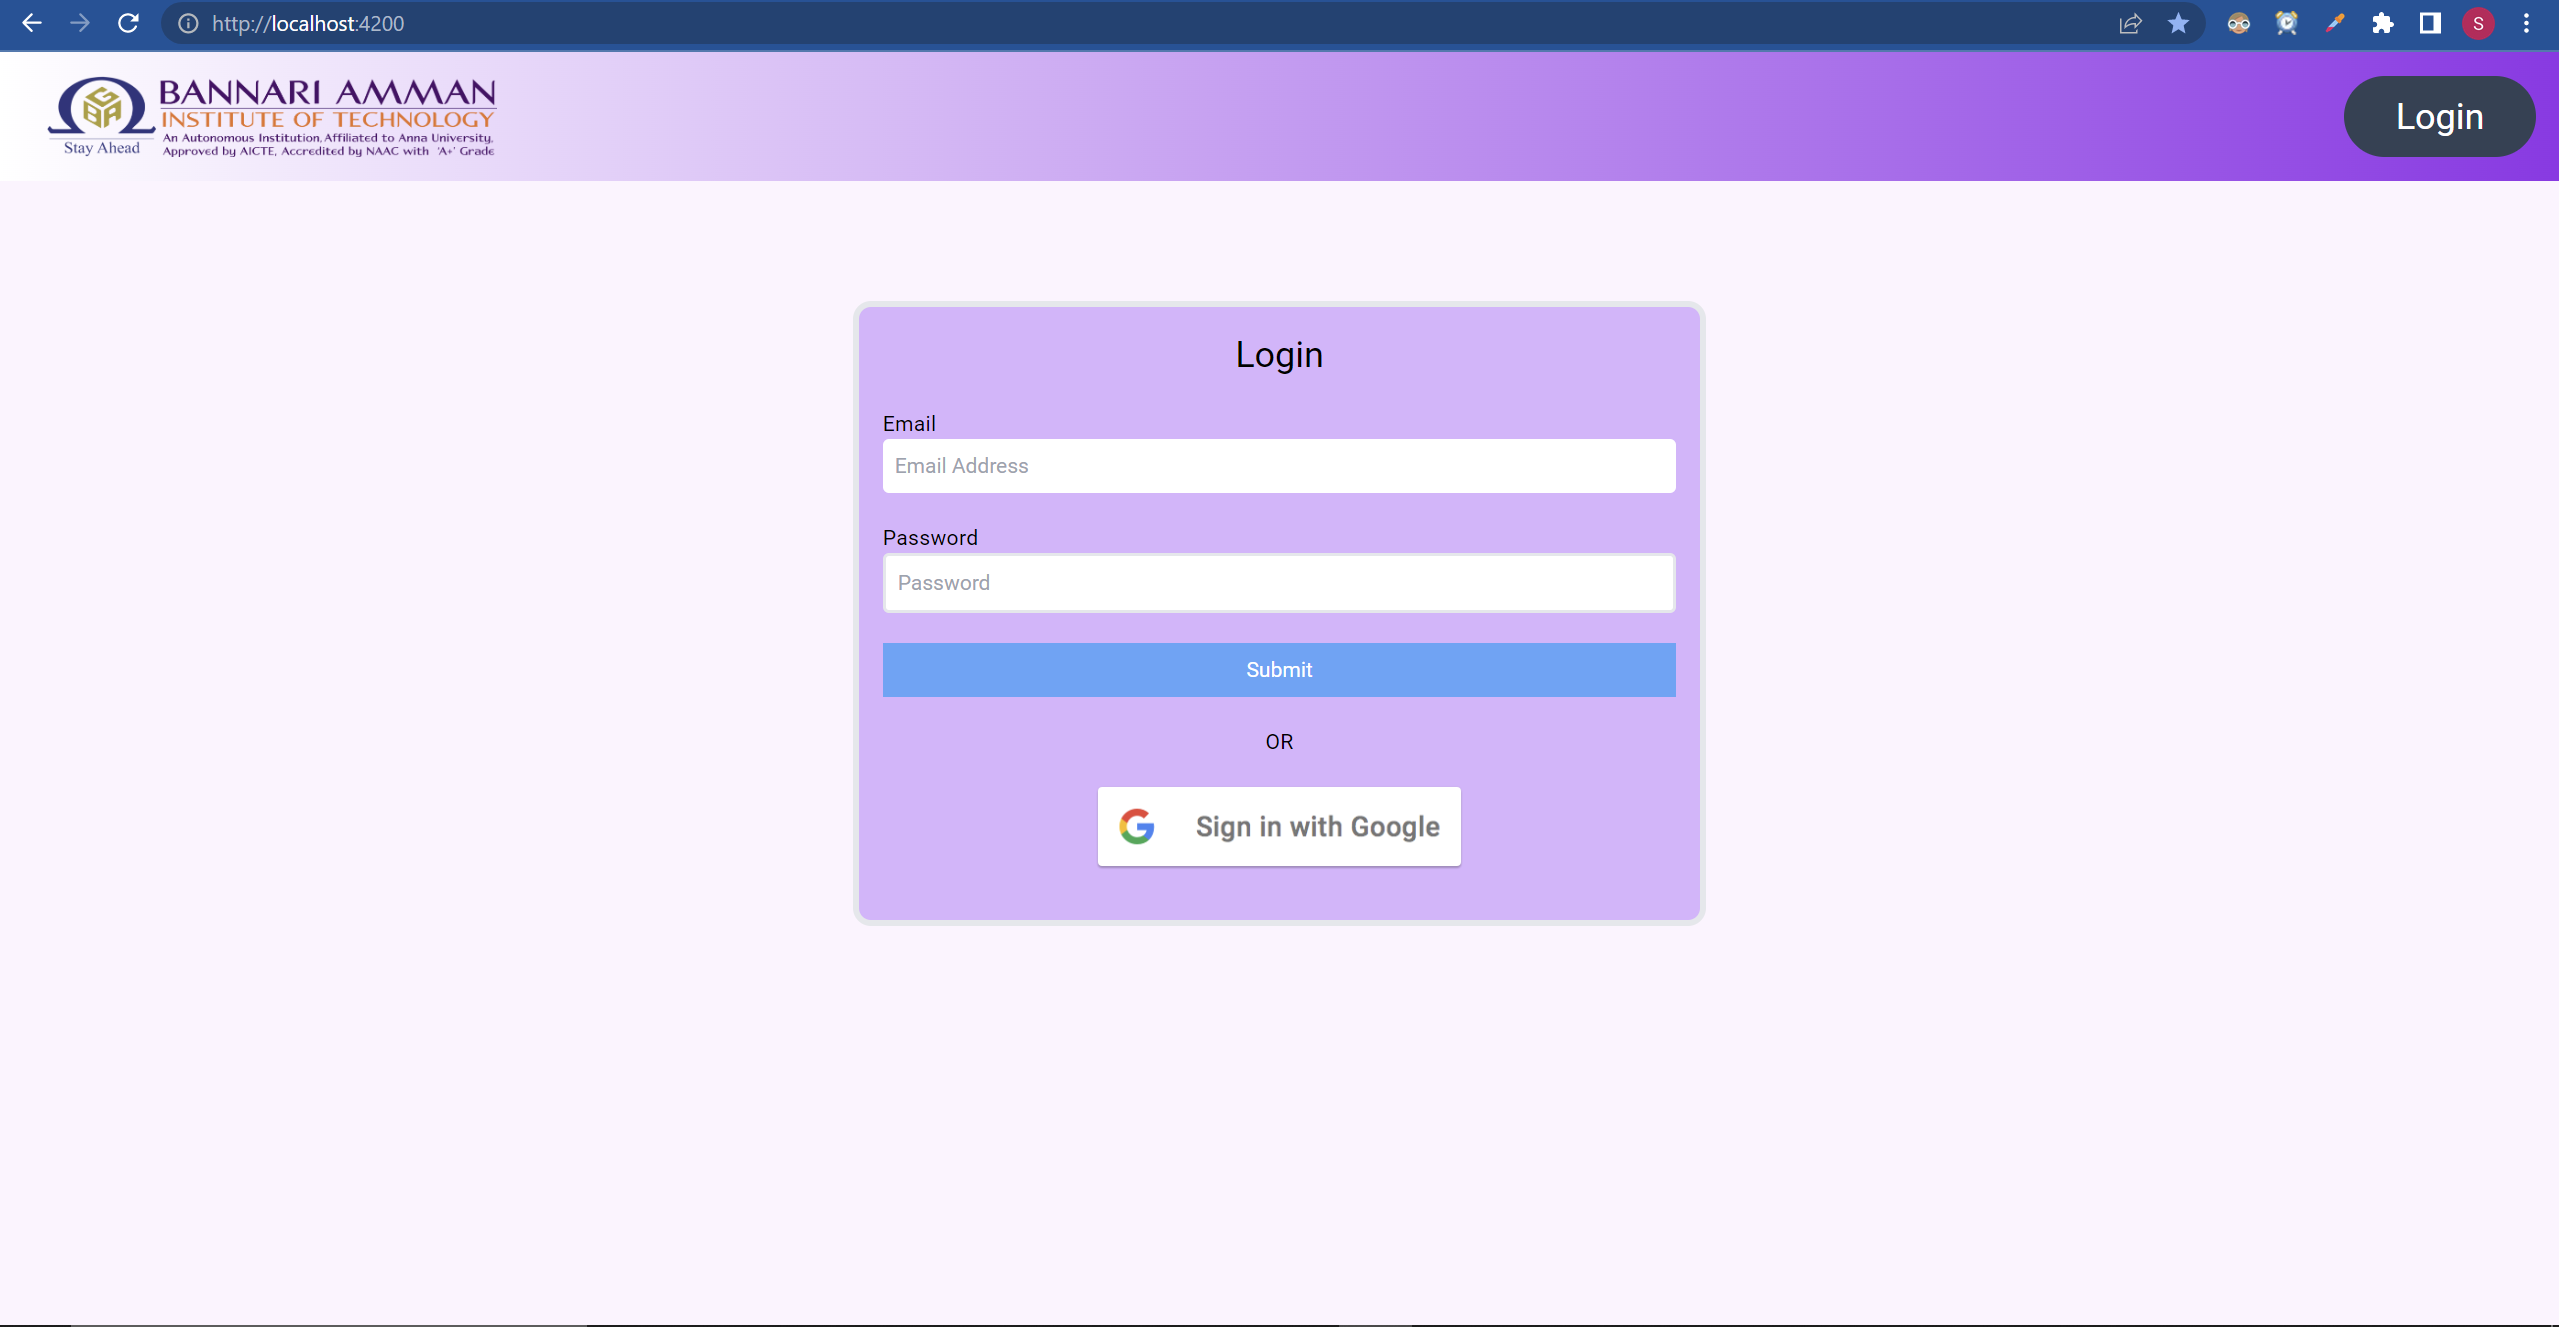 http://localhost:4200
S
BANNARI AMMAN
INSTITUTE OF TECHNOLOGY
An Autonomous Institution, Affiliated to Anna University,
Approved by AICTE, Accredited by NAAC with 'A+' Grade
Stay Ahead
Login
Login
Email
Email Address
Password
Password
Submit
OR
Sign in with Google